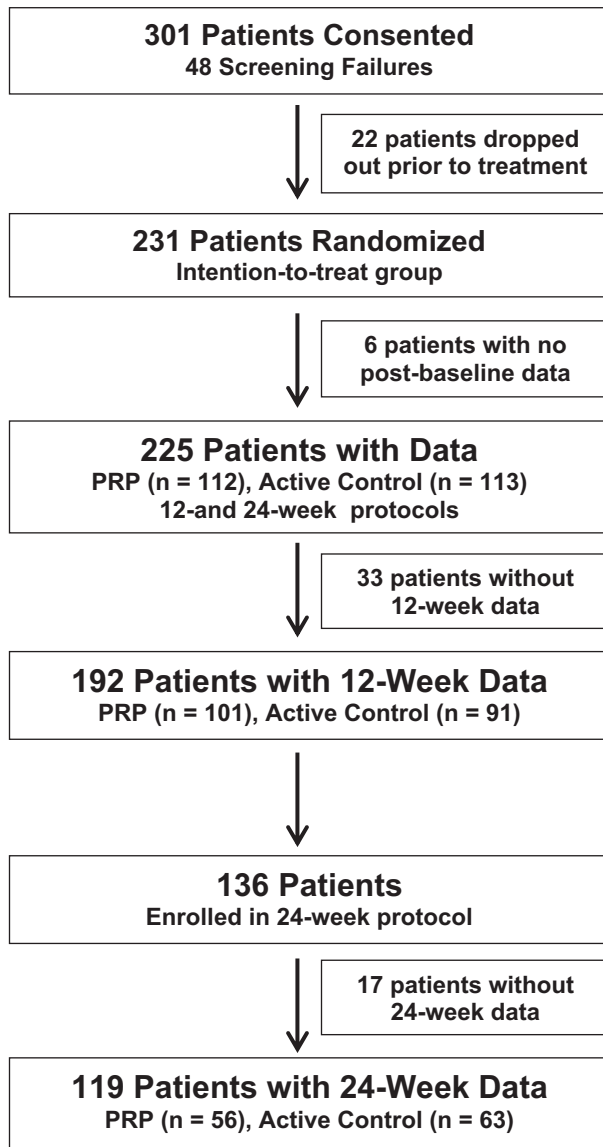 301 Patients Consented
48 Screening Failures
22 patients dropped
out prior to treatment
231 Patients Randomized
Intention-to-treat group
6 patients with no
post-baseline data
225 Patients with Data
PRP (n = 112), Active Control (n = 113)
12-and 24-week protocols
33 patients without
12-week data
192 Patients with 12-Week Data
PRP (n = 101), Active Control (n = 91)
136 Patients
Enrolled in 24-week protocol
17 patients without
24-week data
119 Patients with 24-Week Data
PRP (n = 56), Active Control (n = 63)